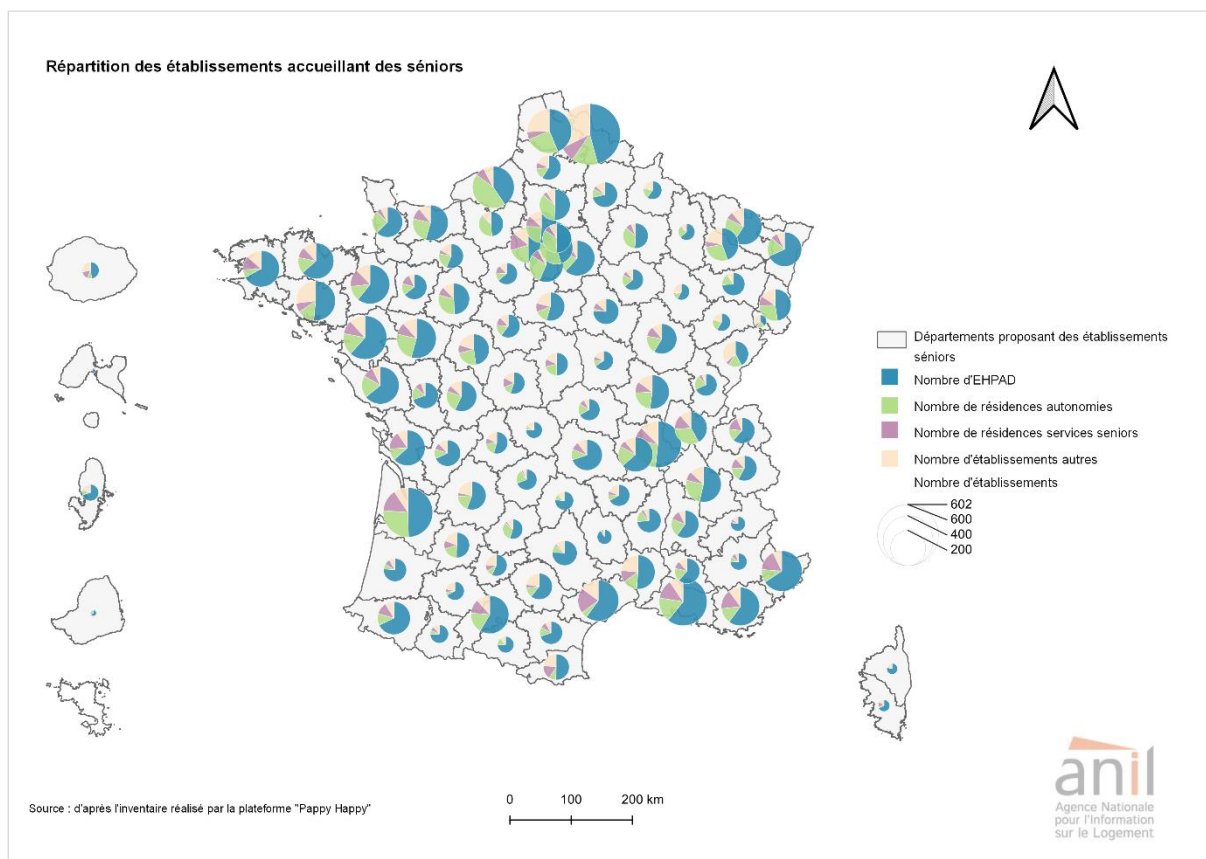 Répartition des établissements accueillant des séniors
Départements proposant des établissements
séniors
Nombre d'EHPAD
Nombre de résidences autonomies
Nombre de résidences services seniors
Nombre d'établissements autres
Nombre d'établissements
602
600
400
200
Source : d'après l'inventaire réalisé par la plateforme "Pappy Happy"
0 100 200 km
anil
Agence Nationale
pour l'Information
sur le Logement